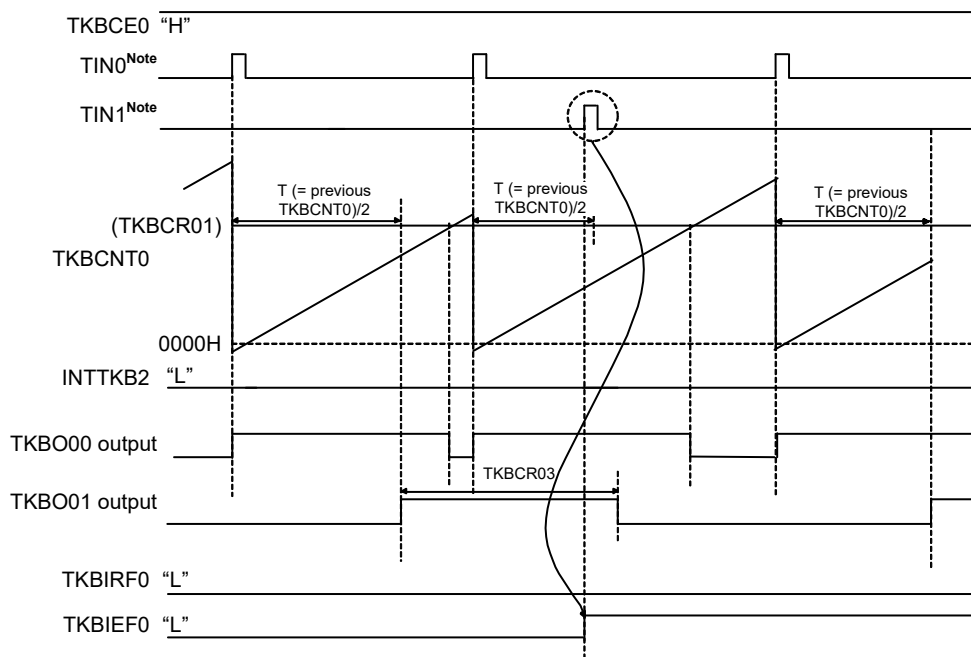 TKBCE0 "H"
TIN0Note
TIN1Note
T (= previous TKBCNT0)/2
T (= previous TKBCNT0)/2
T (= previous TKBCNT0)/2
(TKBCR01)
TKBCNT0
0000H
INTTKB2 "L"
TKBO00 output
TKBCR03
TKBO01 output
TKBIRF0 "L"
TKBIEF0 "L"